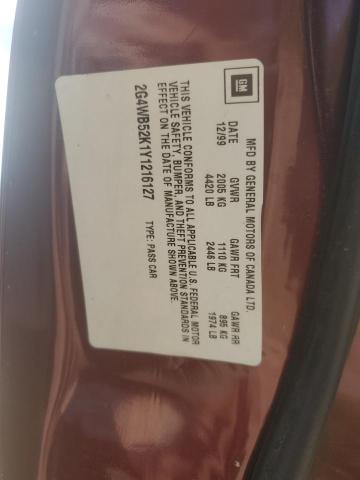 GM
MFD BY GENERAL MOTORS OF CANADA LTD.
DATE GVWR GAWR FRT GAWR RR
12/99 2005 KG 1110 KG 895 KG
4420 LB 2446 LB 1974 LB
THIS VEHICLE CONFORMS TO ALL APPLICABLE U.S. FEDERAL MOTOR
VEHICLE SAFETY, BUMPER, AND THEFT PREVENTION STANDARDS IN
EFFECT ON THE DATE OF MANUFACTURE SHOWN ABOVE.
2G4WB52K1Y1216127 TYPE: PASS CAR